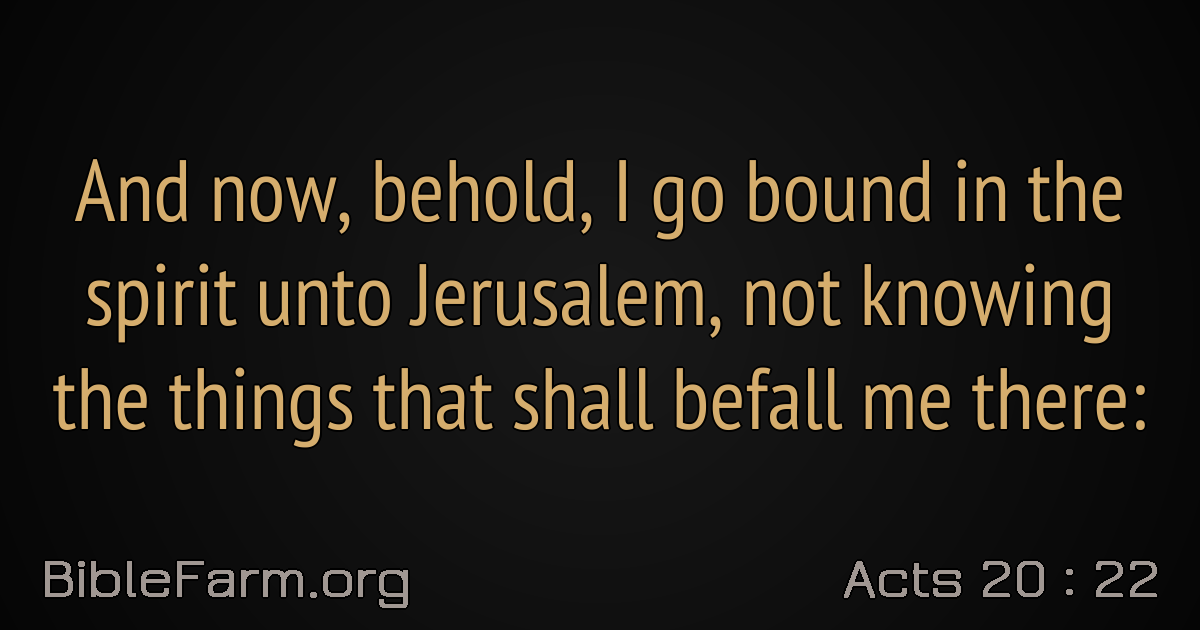 And now, behold, I go bound in the
spirit unto Jerusalem, not knowing
the things that shall befall me there:
BibleFarm.org
Acts 20 : 22